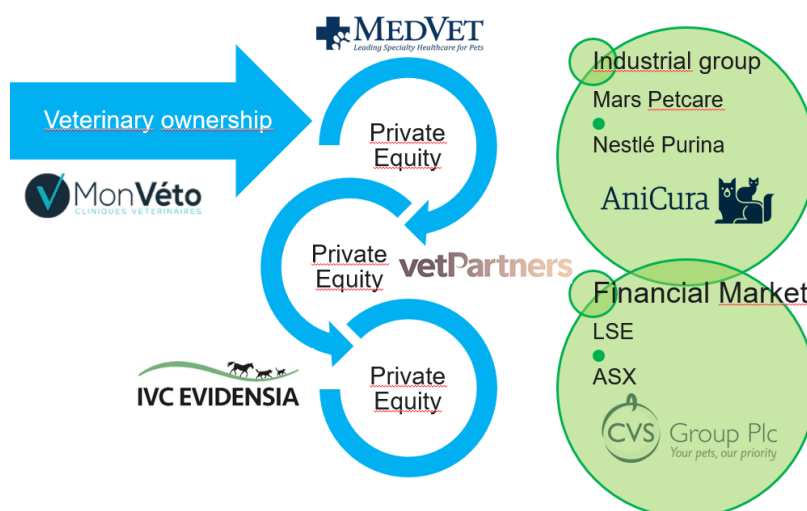 MEDVET
Leading Specialty Healthcare for Pets
Veterinary ownership
MonVéto
CLINIQUES VETERINAIRES
Private
Equity
Private
Equity
vetPartners
IVC EVIDENSIA
Private
Equity
Industrial group
Mars Petcare
Nestlé Purina
AniCura
Financial Market
LSE
ASX
CVS Group Plc
Your pets, our priority